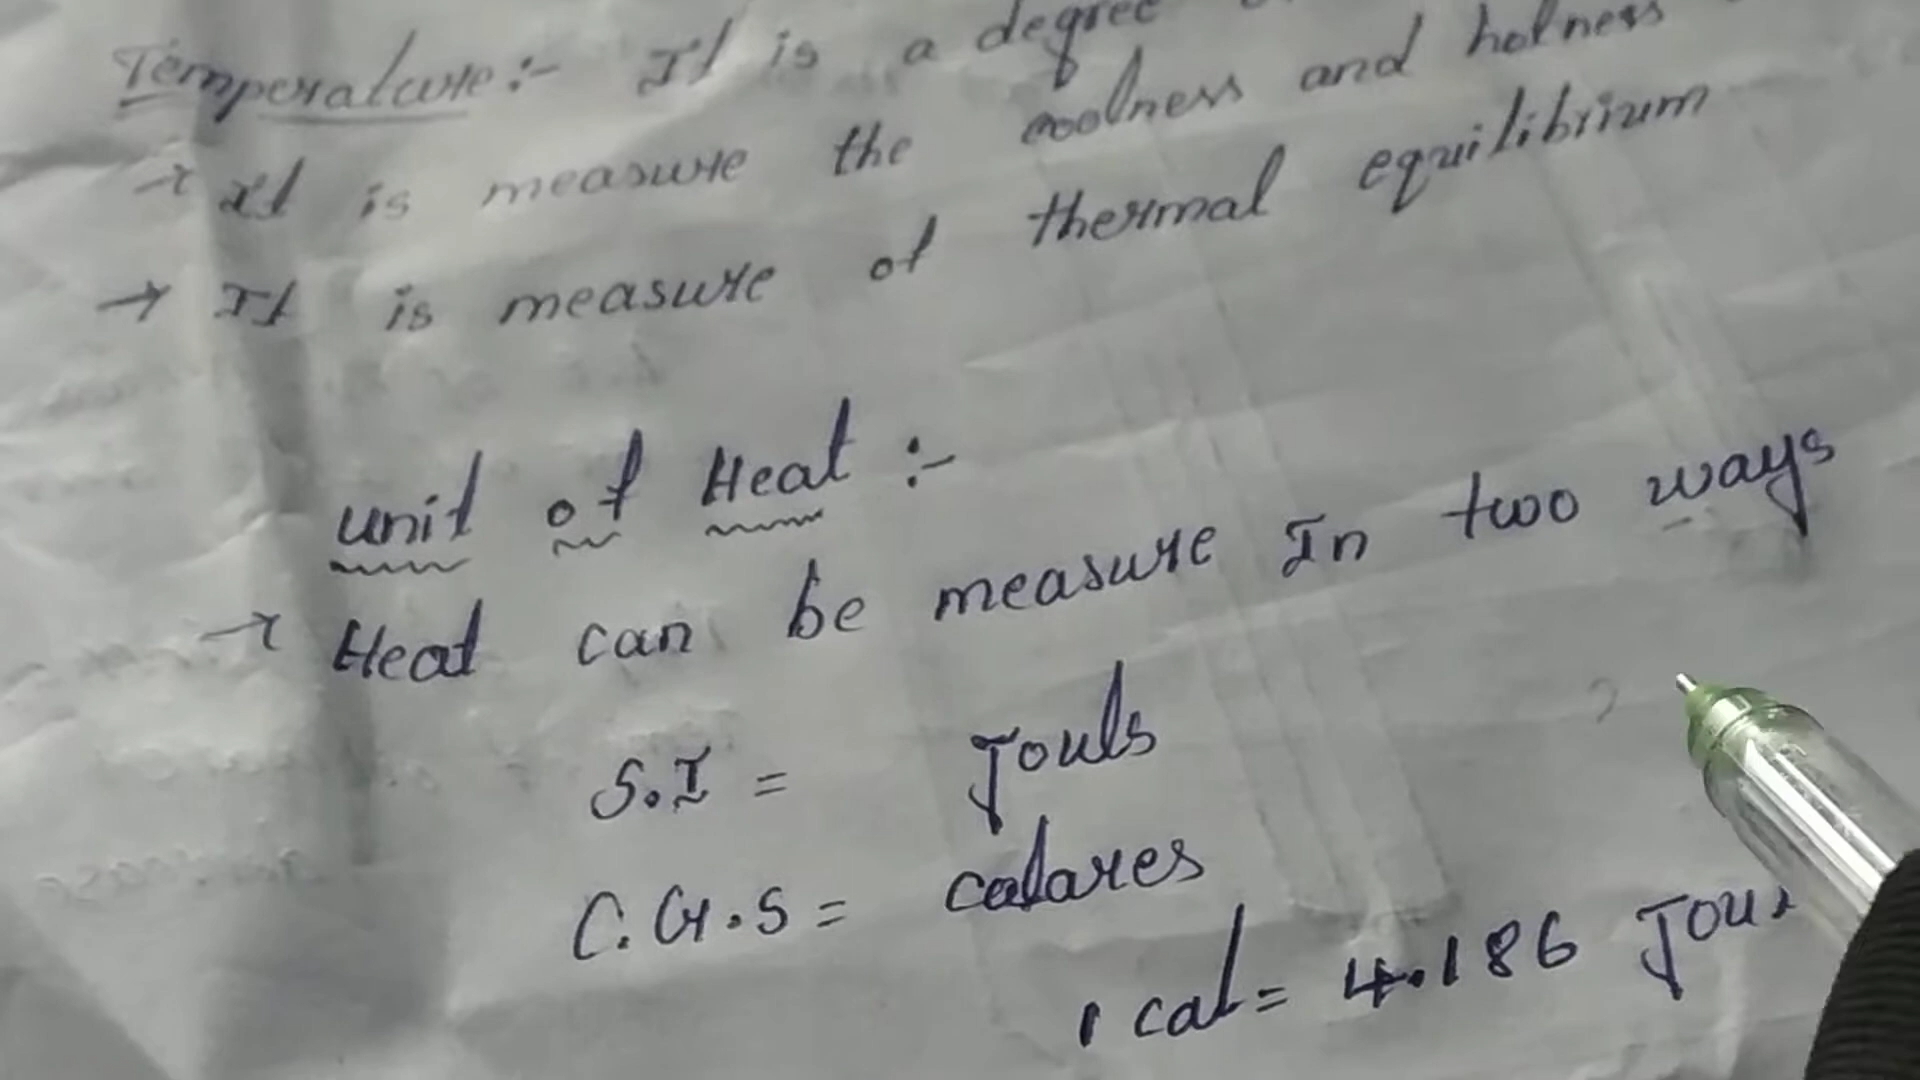 Temperature:- It is a degree
→ It is measure the coolness and hotness
→ It is measure of thermal equilibrium
unit of Heat :-
→ Heat can be measure In two ways
S.I = Jouls
C.G.S = calares
1 cal = 4.186 Jou